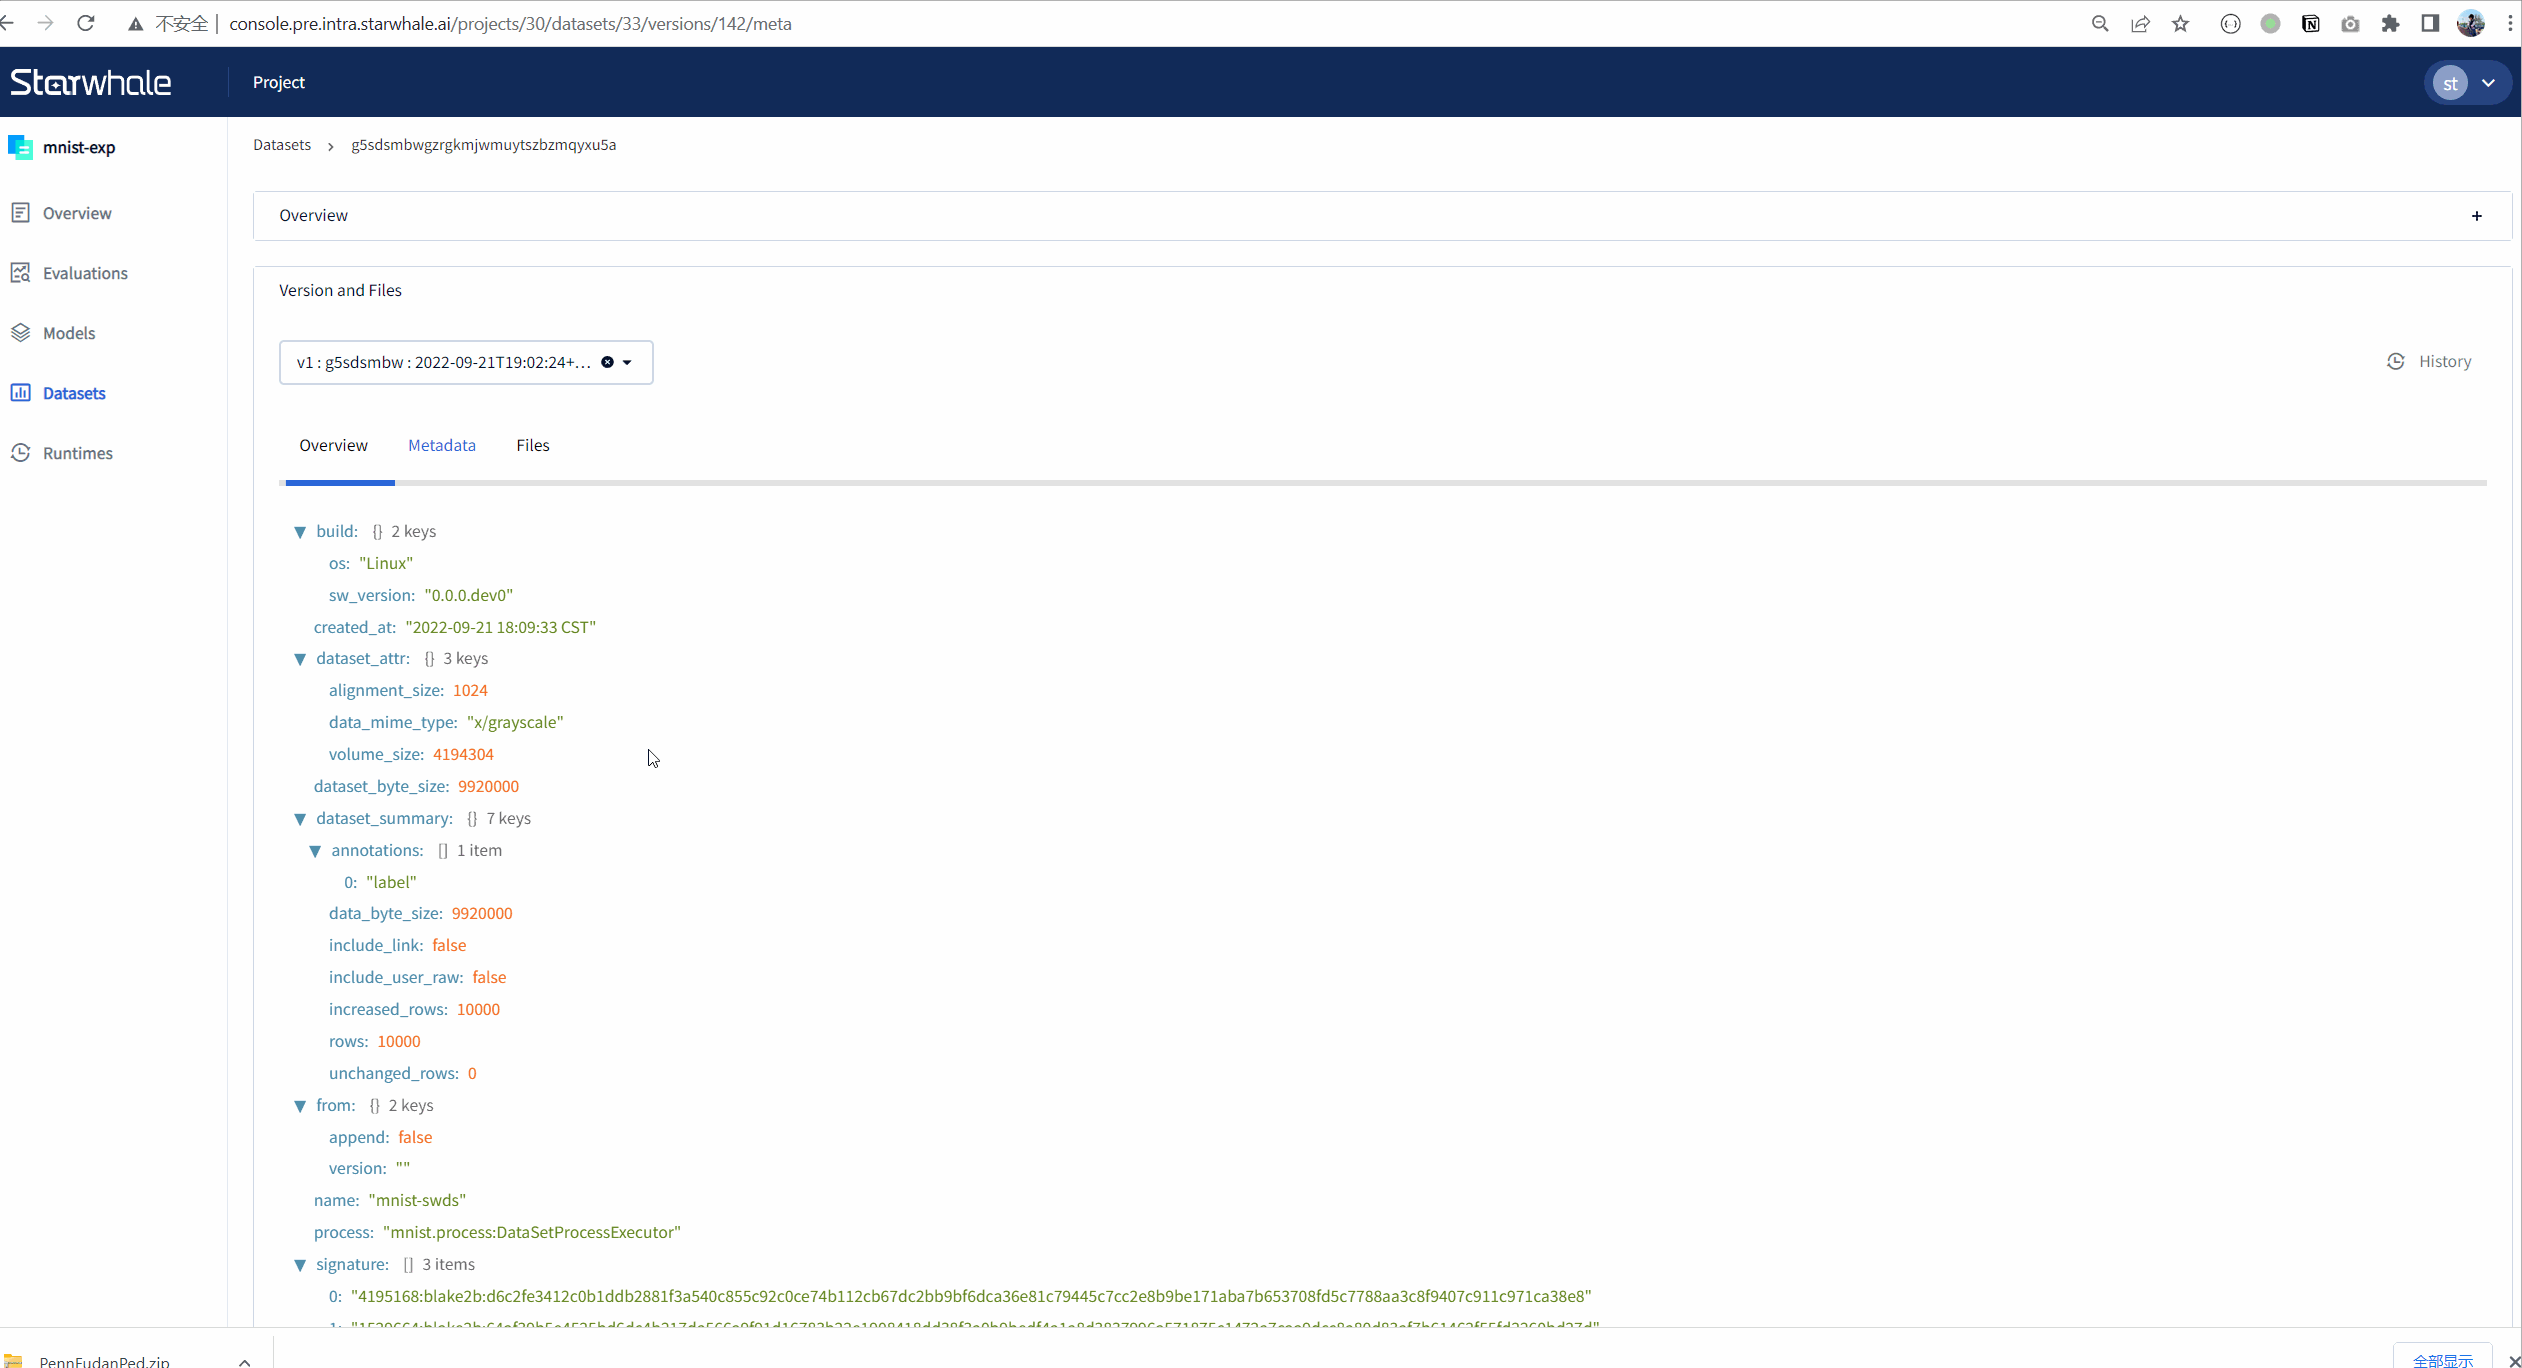 不安全 | console.pre.intra.starwhale.ai/projects/30/datasets/33/versions/142/meta
Starwhale
Project
st
mnist-exp
Overview
Evaluations
Models
Datasets
Runtimes
Datasets > g5sdsmbwgzrgkmjwmuytszbzmqyxu5a
Overview
+
Version and Files
v1 : g5sdsmbw : 2022-09-21T19:02:24+...
History
Overview Metadata Files
build: {} 2 keys
os: "Linux"
sw_version: "0.0.0.dev0"
created_at: "2022-09-21 18:09:33 CST"
dataset_attr: {} 3 keys
alignment_size: 1024
data_mime_type: "x/grayscale"
volume_size: 4194304
dataset_byte_size: 9920000
dataset_summary: {} 7 keys
annotations: [] 1 item
0: "label"
data_byte_size: 9920000
include_link: false
include_user_raw: false
increased_rows: 10000
rows: 10000
unchanged_rows: 0
from: {} 2 keys
append: false
version: ""
name: "mnist-swds"
process: "mnist.process:DataSetProcessExecutor"
signature: [] 3 items
0: "4195168:blake2b:d6c2fe3412c0b1ddb2881f3a540c855c92c0ce74b112cb67dc2bb9bf6dca36e81c79445c7cc2e8b9be171aba7b653708fd5c7788aa3c8f9407c911c971ca38e8"
PennFudanPed.zip
全部显示